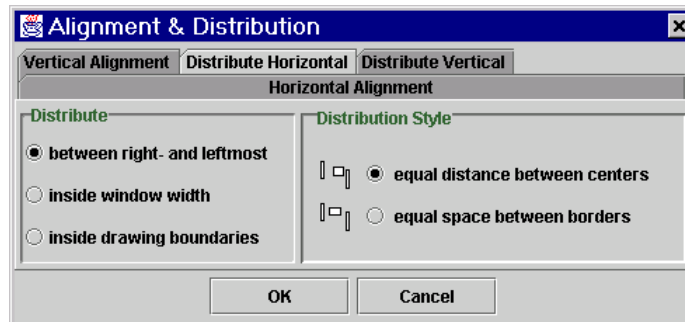 Alignment & Distribution
Vertical Alignment Distribute Horizontal Distribute Vertical
Horizontal Alignment
Distribute
between right- and leftmost
inside window width
inside drawing boundaries
Distribution Style
equal distance between centers
equal space between borders
OK Cancel